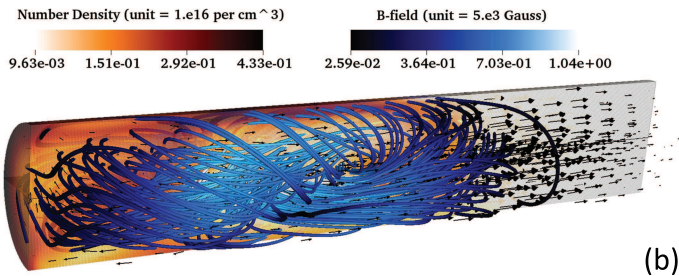 Number Density (unit = 1.e16 per cm^3) B-field (unit = 5.e3 Gauss)
9.63e-03 1.51e-01 2.92e-01 4.33e-01 2.59e-02 3.64e-01 7.03e-01 1.04e+00
(b)